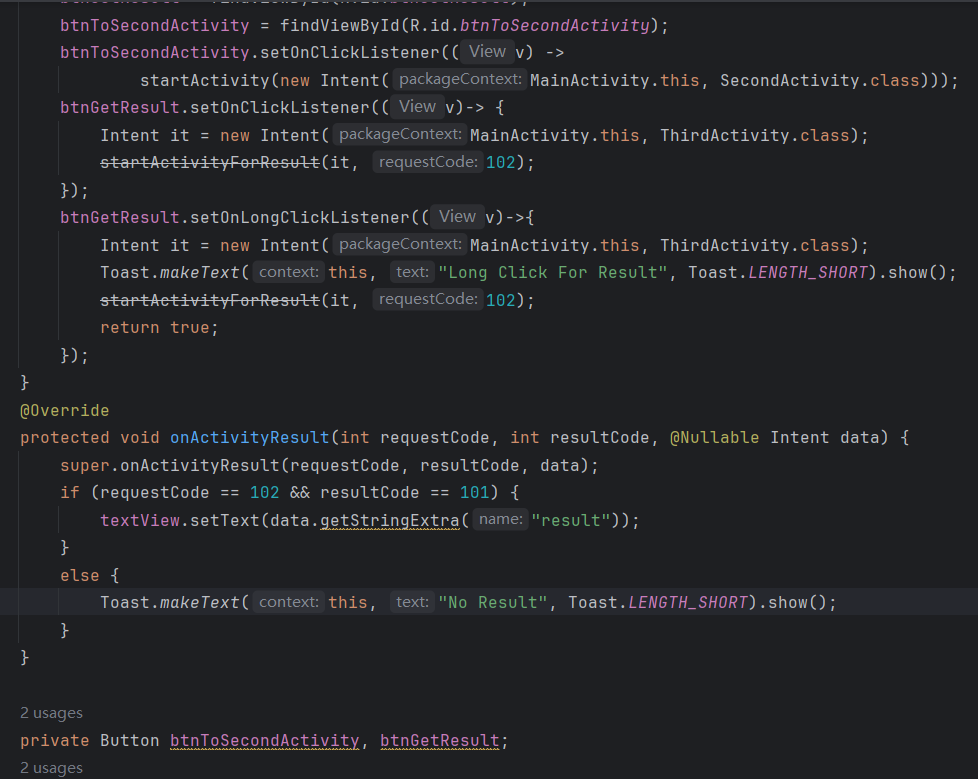 btnToSecondActivity = findViewById(R.id.btnToSecondActivity);
btnToSecondActivity.setOnClickListener(( View v) ->
startActivity(new Intent( packageContext: MainActivity.this, SecondActivity.class)));
btnGetResult.setOnClickListener(( View v)-> {
Intent it = new Intent( packageContext: MainActivity.this, ThirdActivity.class);
startActivityForResult(it, requestCode: 102);
});
btnGetResult.setOnLongClickListener(( View v)->{
Intent it = new Intent( packageContext: MainActivity.this, ThirdActivity.class);
Toast.makeText( context: this, text: "Long Click For Result", Toast.LENGTH_SHORT).show();
startActivityForResult(it, requestCode: 102);
return true;
});
}
@Override
protected void onActivityResult(int requestCode, int resultCode, @Nullable Intent data) {
super.onActivityResult(requestCode, resultCode, data);
if (requestCode == 102 && resultCode == 101) {
textView.setText(data.getStringExtra( name: "result"));
}
else {
Toast.makeText( context: this, text: "No Result", Toast.LENGTH_SHORT).show();
}
}
2 usages
private Button btnToSecondActivity, btnGetResult;
2 usages